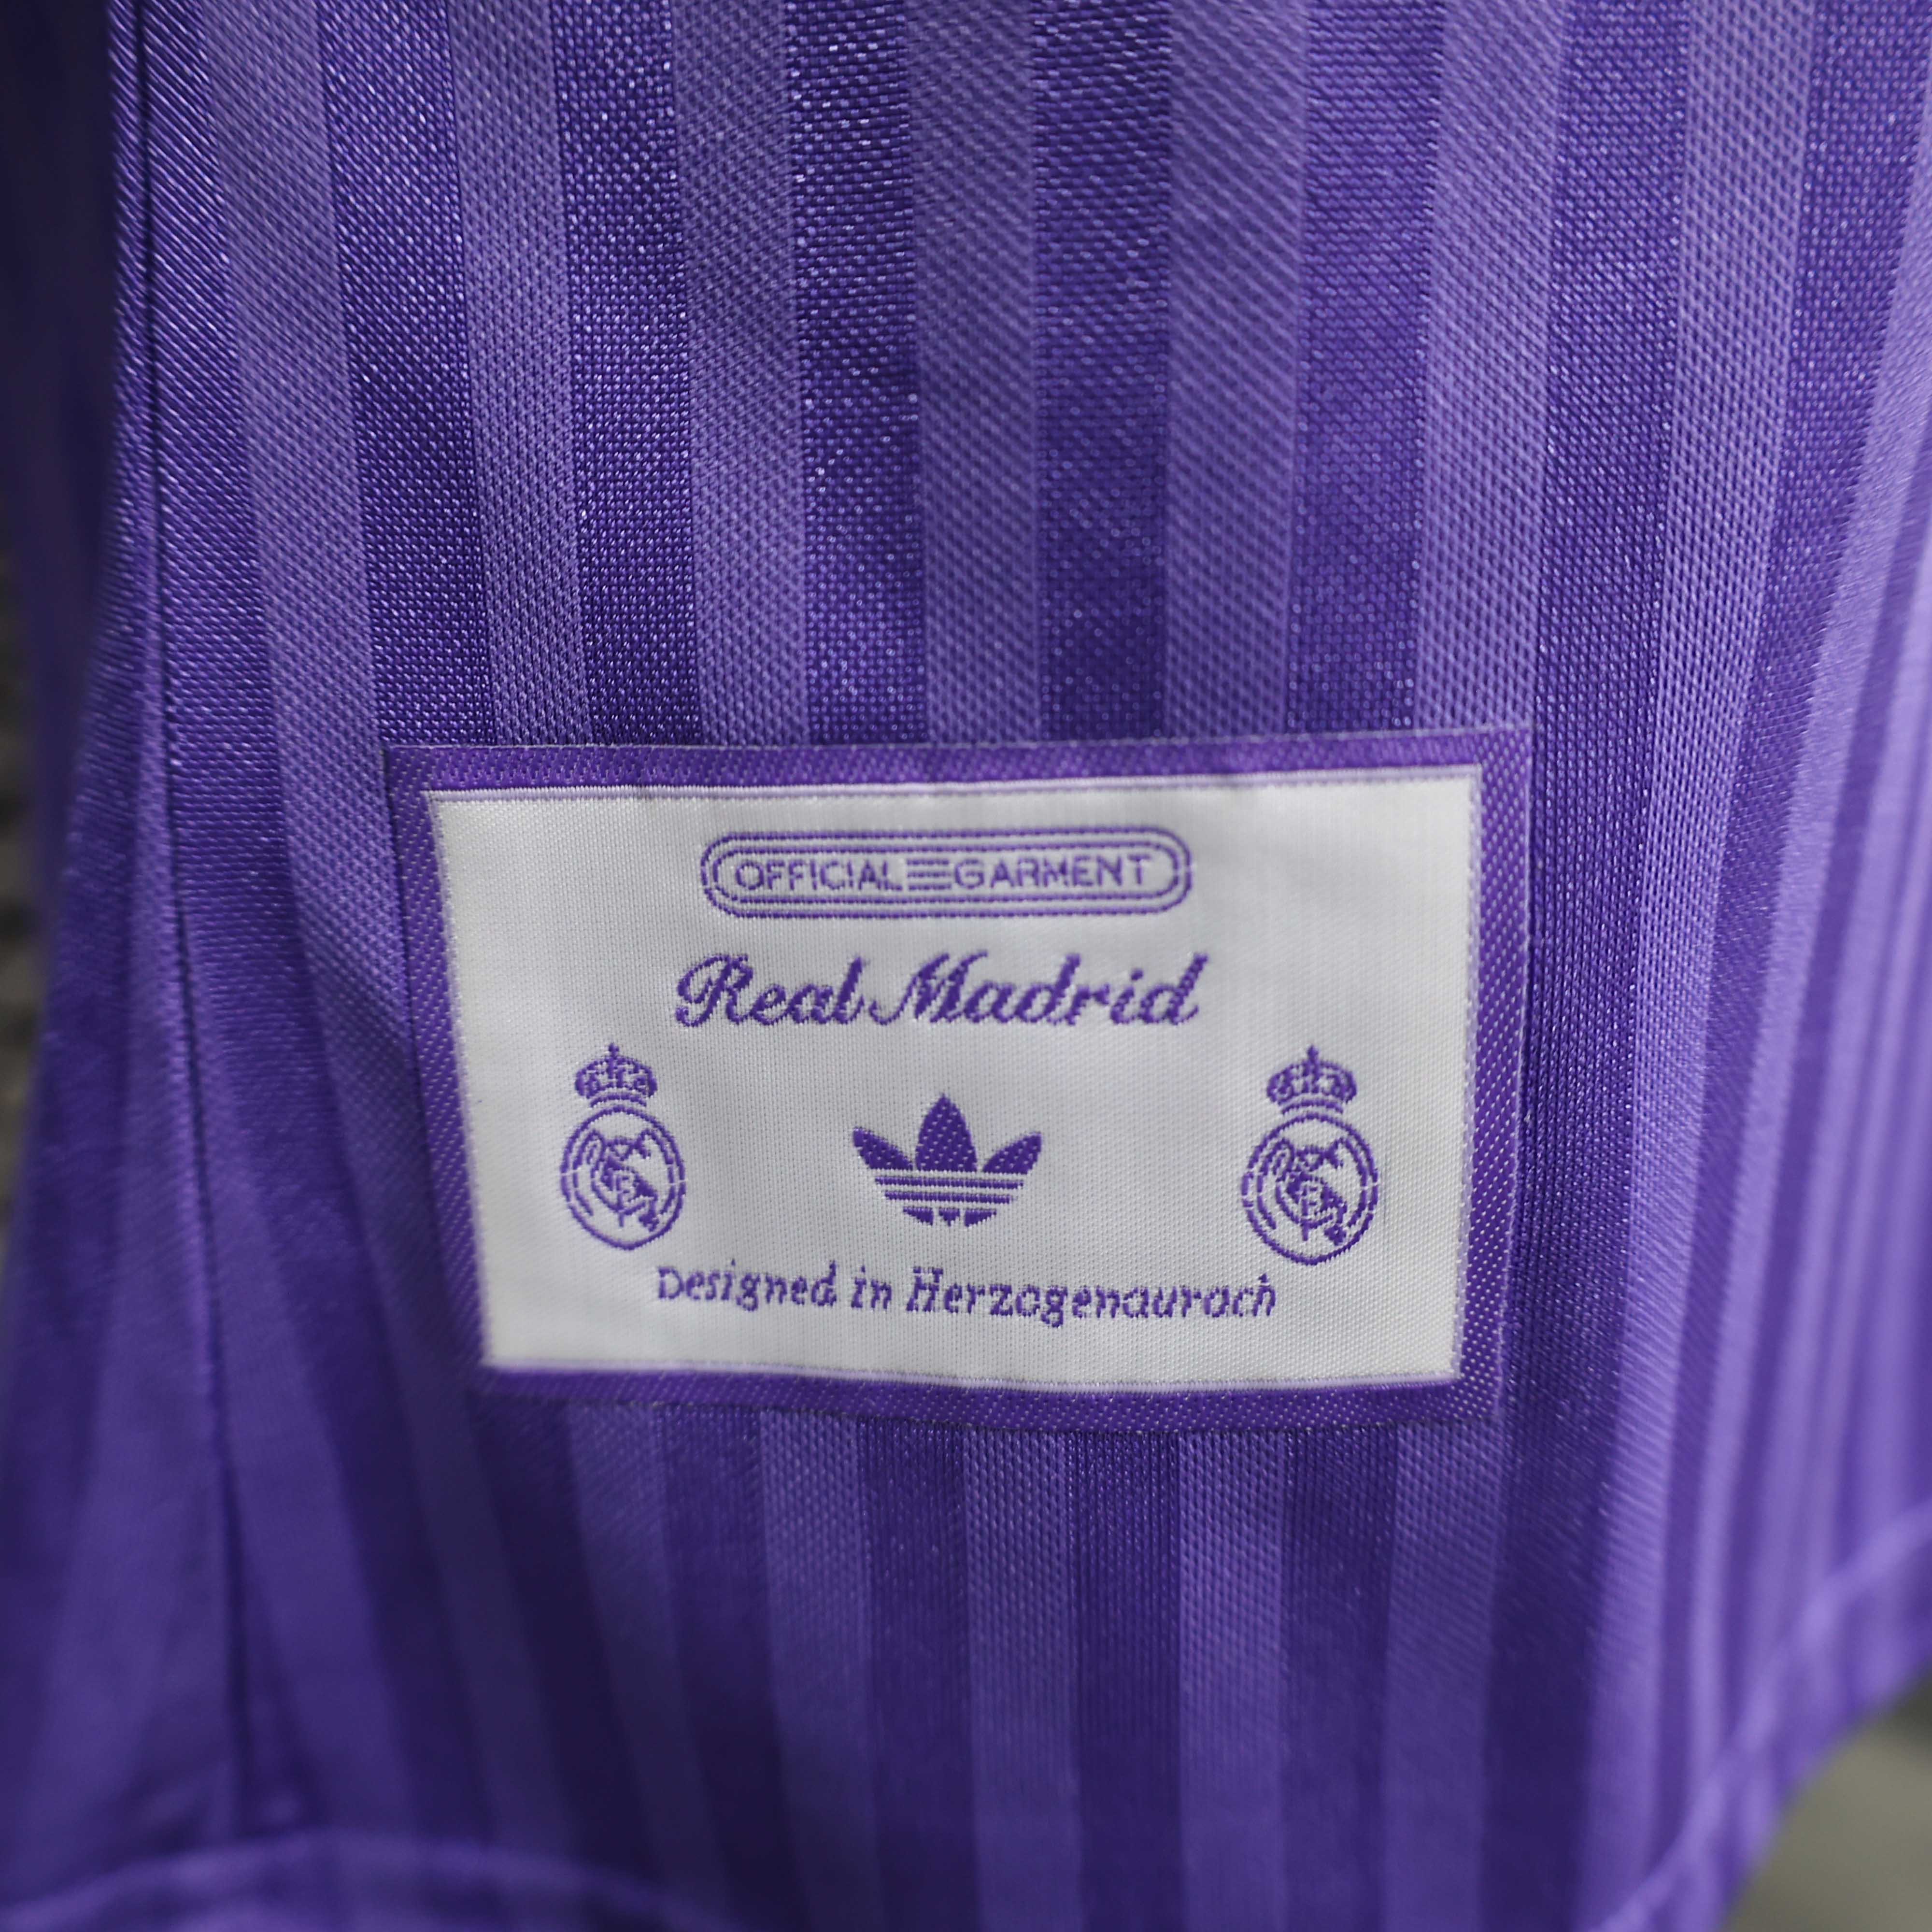 OFFICIAL GARMENT
Real Madrid
Designed in Herzogenaurach